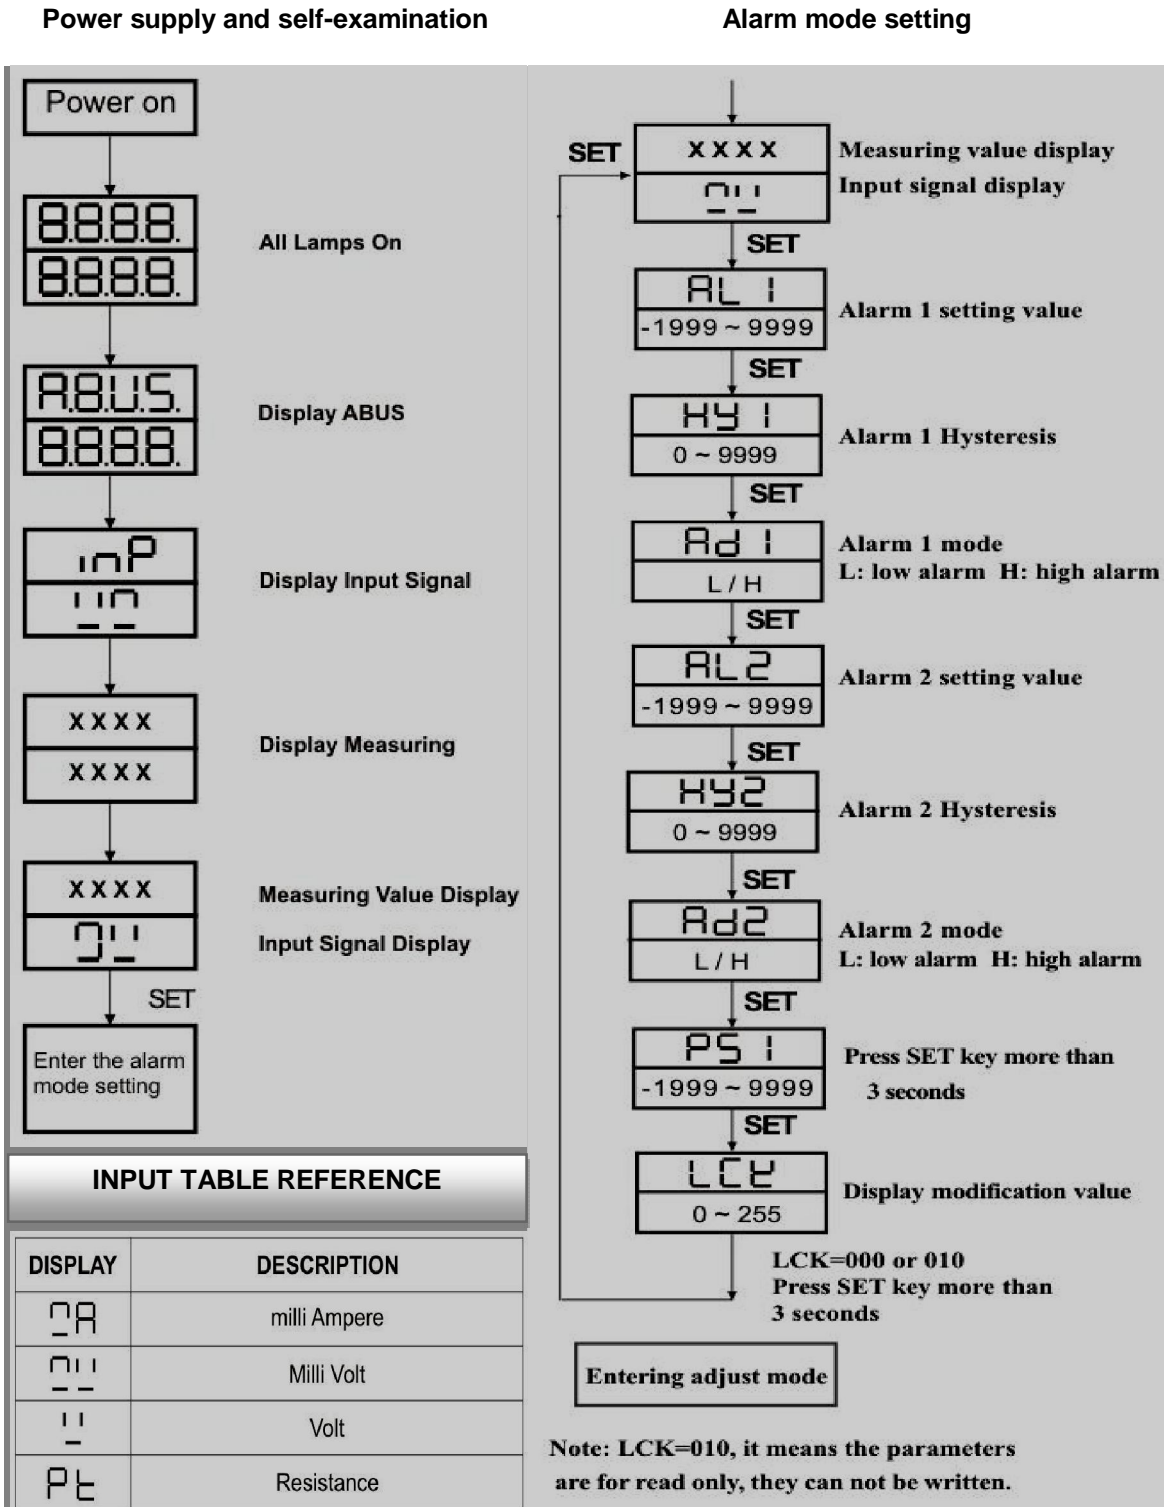 Power supply and self-examination
Power on
8.8.8.8.
8.8.8.8.
All Lamps On
A.B.U.S.
8.8.8.8.
Display ABUS
inP
Display Input Signal
X X X X
X X X X
Display Measuring
X X X X
Measuring Value Display
Input Signal Display
SET
Enter the alarm
mode setting
INPUT TABLE REFERENCE
DISPLAY DESCRIPTION
milli Ampere
Milli Volt
Volt
Pt Resistance
Alarm mode setting
SET
X X X X
Measuring value display
Input signal display
SET
AL1
-1999 ~ 9999
Alarm 1 setting value
SET
HY1
0 ~ 9999
Alarm 1 Hysteresis
SET
Ad1
L / H
Alarm 1 mode
L: low alarm H: high alarm
SET
AL2
-1999 ~ 9999
Alarm 2 setting value
SET
HY2
0 ~ 9999
Alarm 2 Hysteresis
SET
Ad2
L / H
Alarm 2 mode
L: low alarm H: high alarm
SET
PS1
-1999 ~ 9999
Press SET key more than
3 seconds
SET
LCK
0 ~ 255
Display modification value
LCK=000 or 010
Press SET key more than
3 seconds
Entering adjust mode
Note: LCK=010, it means the parameters
are for read only, they can not be written.